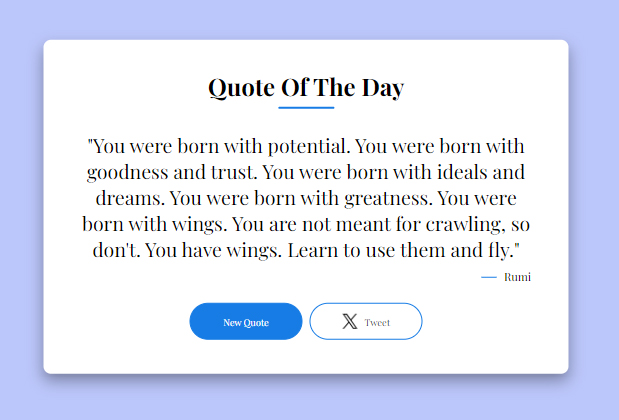 Quote Of The Day
"You were born with potential. You were born with
goodness and trust. You were born with ideals and
dreams. You were born with greatness. You were
born with wings. You are not meant for crawling, so
don't. You have wings. Learn to use them and fly."
— Rumi
New Quote
Tweet